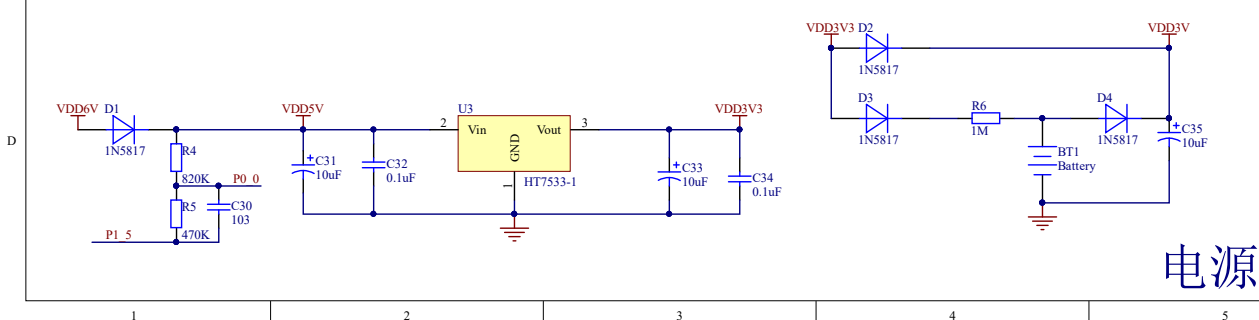 VDD3V3 D2 VDD3V
1N5817
VDD6V D1 VDD5V U3 VDD3V3 D3 R6 D4
2 Vin Vout 3
GND
D 1N5817 1N5817 1M 1N5817
+ C35
10uF
R4 + C31 C32 + C33 BT1
10uF 0.1uF 10uF Battery
820K P0_0 1 HT7533-1 C34
0.1uF
R5 C30
103
P1_5 470K
电源
1 2 3 4 5